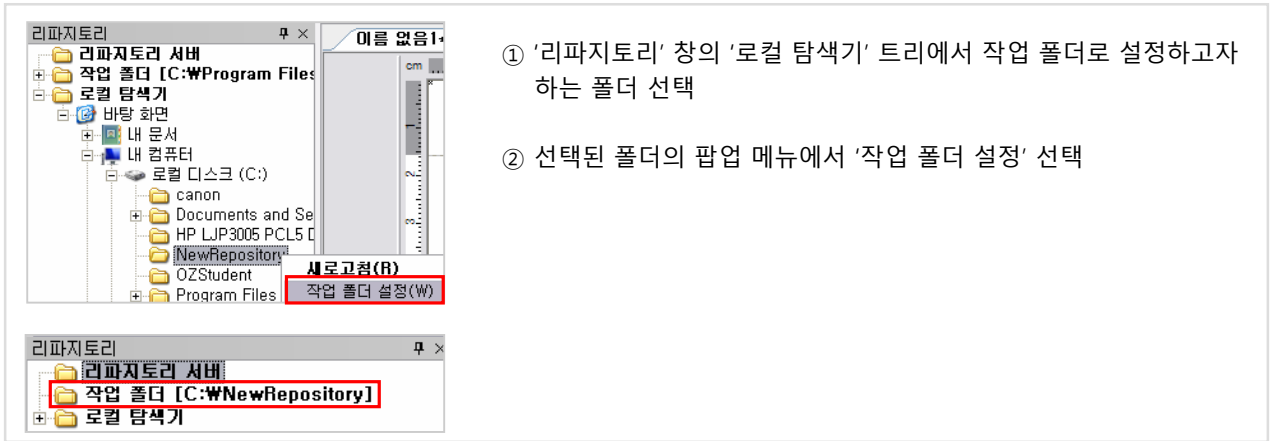 리파지토리
이름 없음1
리파지토리 서버
작업 폴더 [C:₩Program Files
로컬 탐색기
cm
바탕 화면
내 문서
1
내 컴퓨터
로컬 디스크 (C:)
2
canon
Documents and Se
3
HP LJP3005 PCL5 D
NewRepository
새로고침(R)
OZStudent
작업 폴더 설정(W)
Program Files
① ‘리파지토리’ 창의 ‘로컬 탐색기’ 트리에서 작업 폴더로 설정하고자
하는 폴더 선택
② 선택된 폴더의 팝업 메뉴에서 ‘작업 폴더 설정’ 선택
리파지토리
리파지토리 서버
작업 폴더 [C:₩NewRepository]
로컬 탐색기